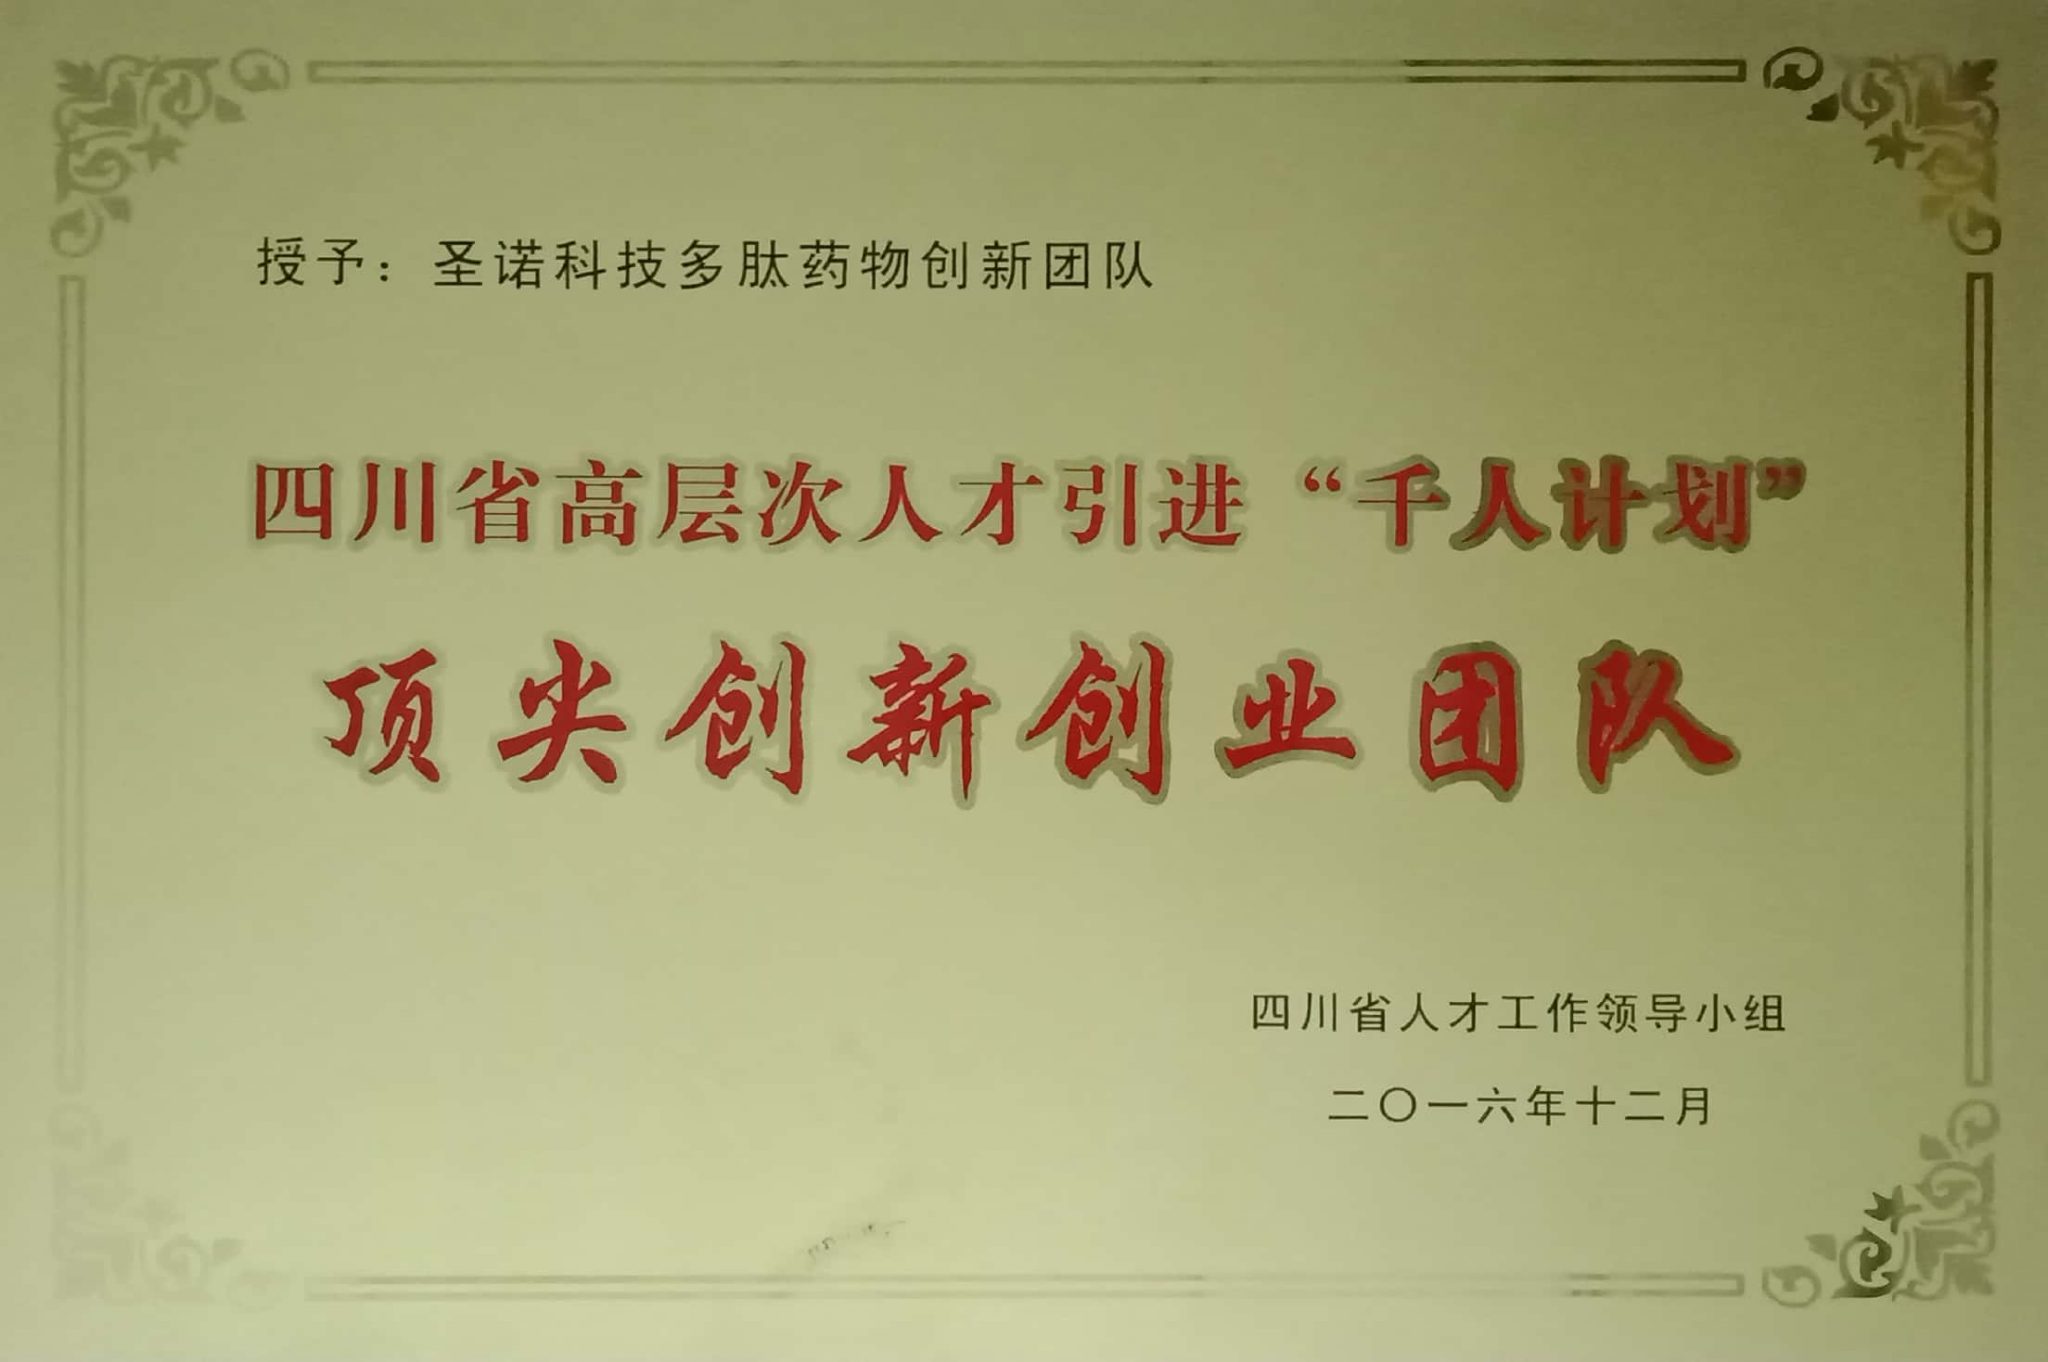 授予：圣诺科技多肽药物创新团队
四川省高层次人才引进“千人计划”
顶尖创新创业团队
四川省人才工作领导小组
二〇一六年十二月